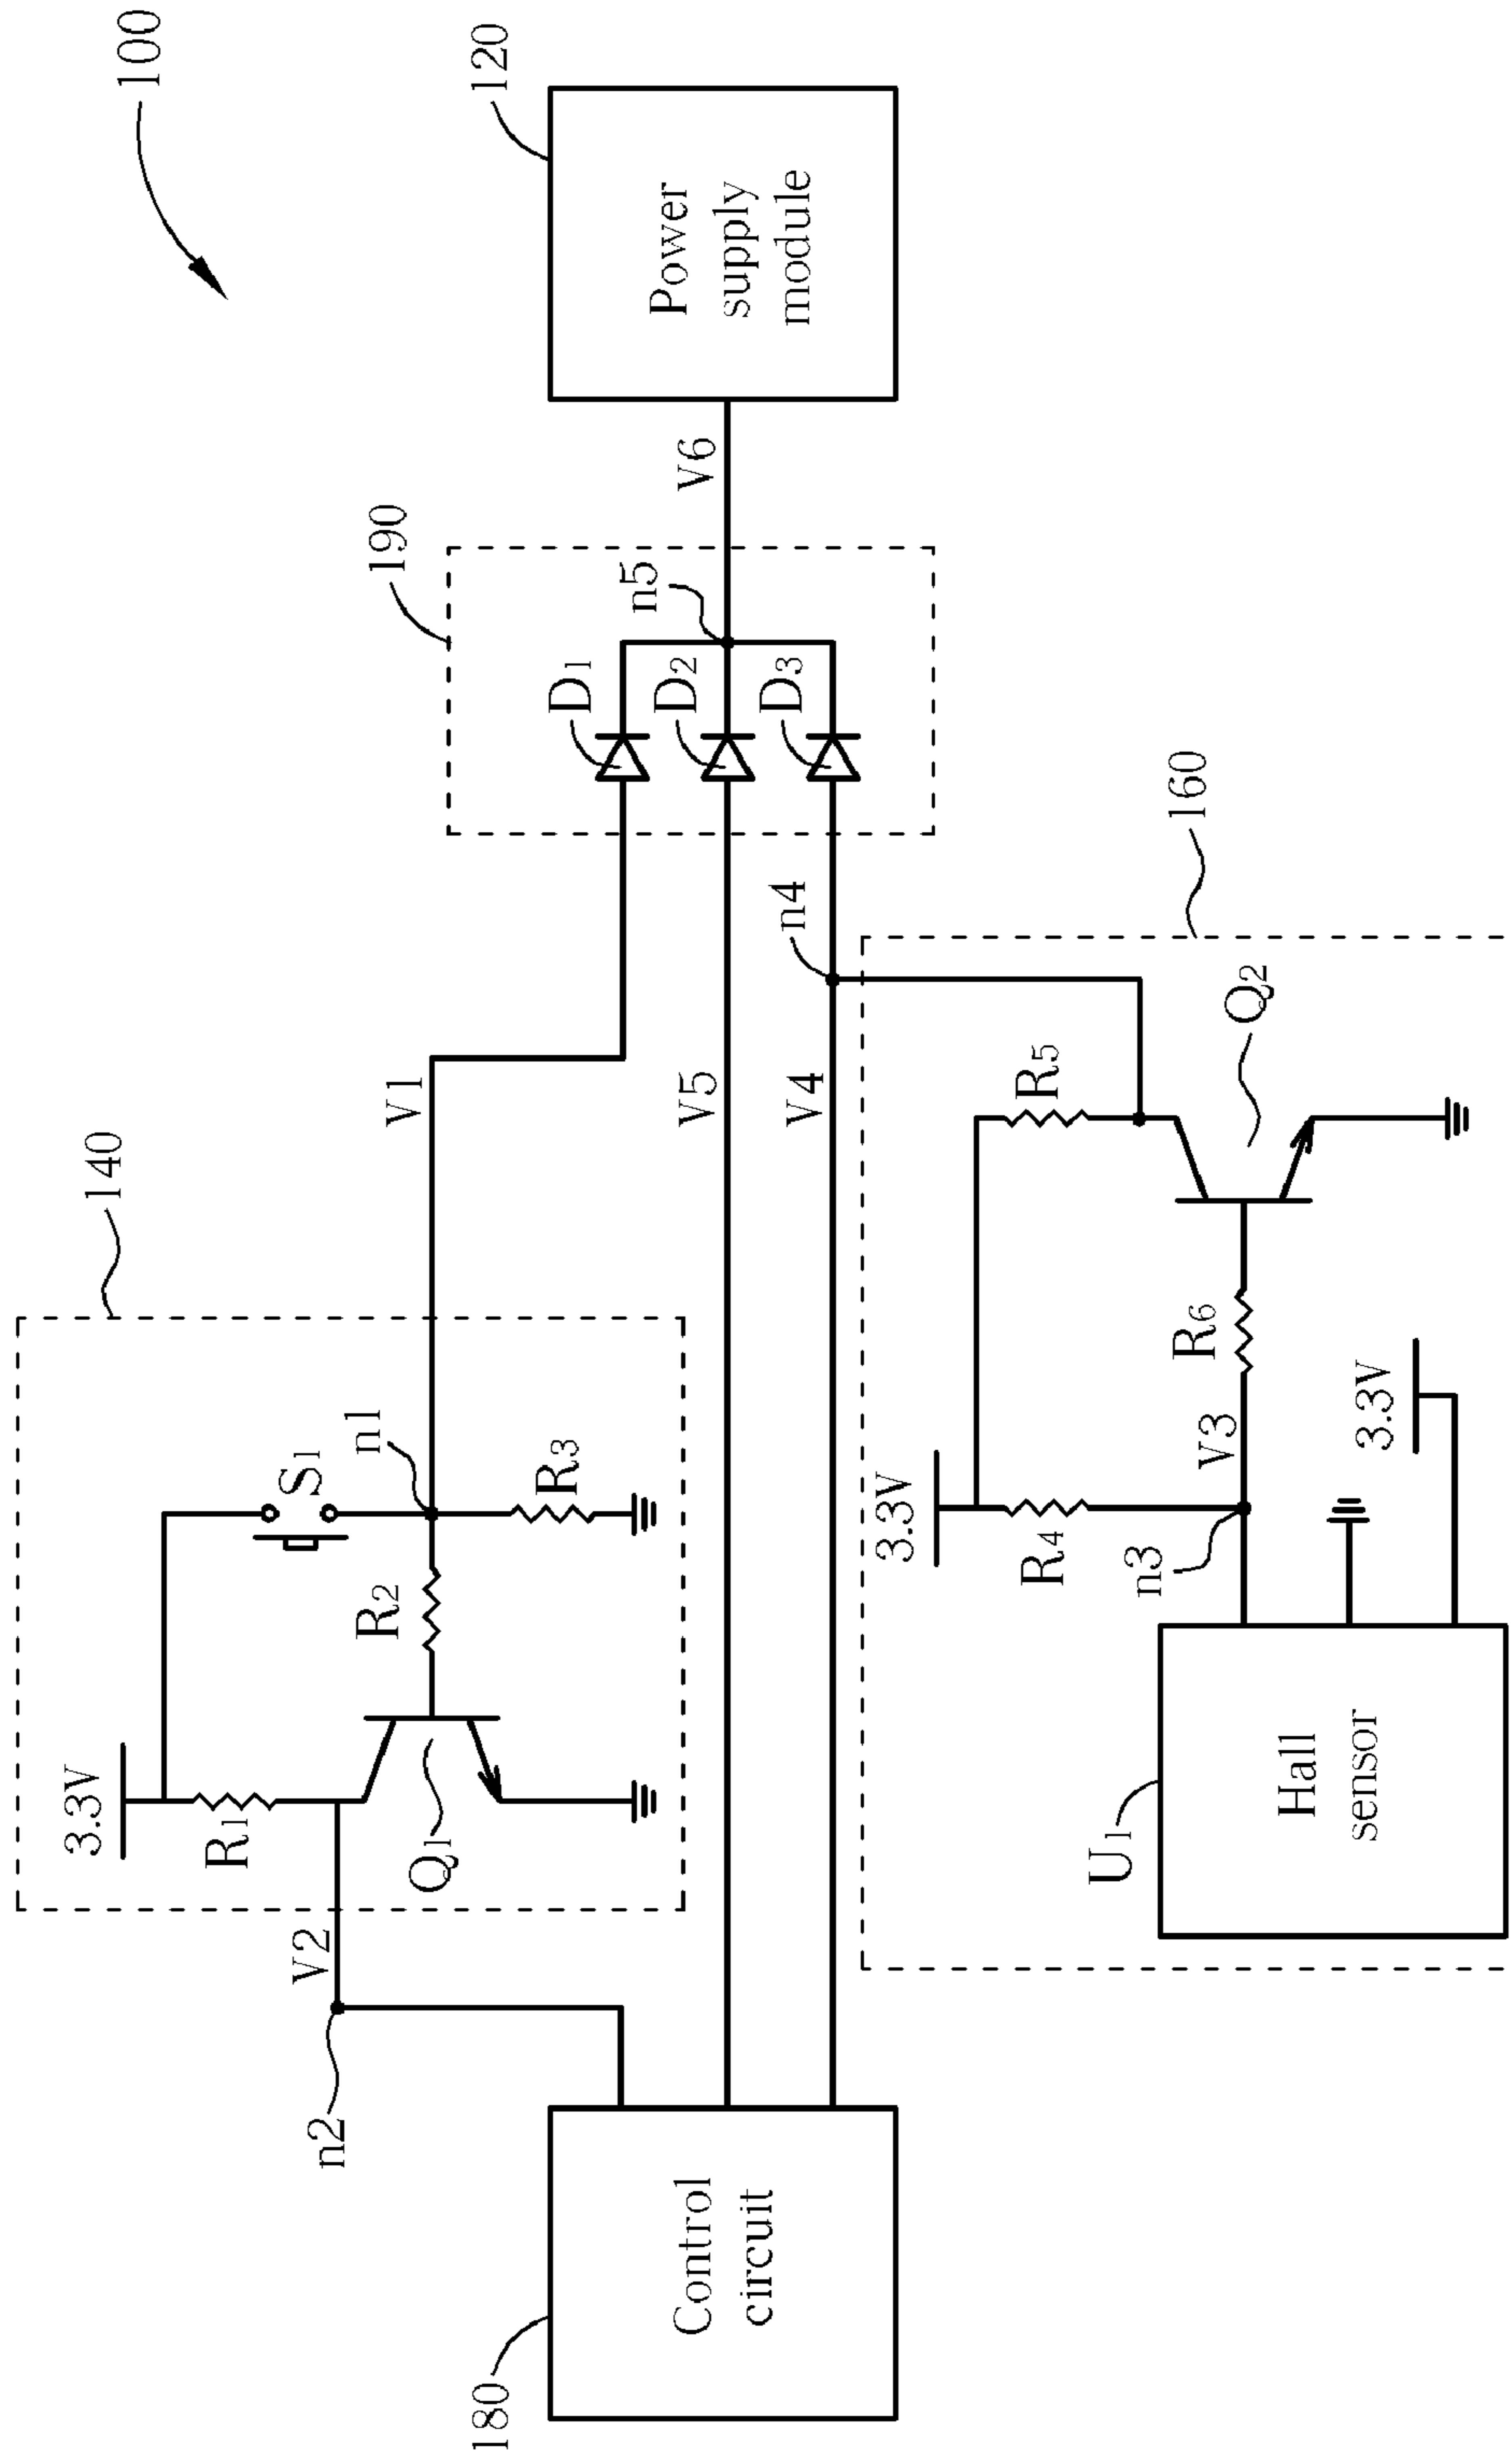 100
140
3.3V
R1
S1
n1
R2
R3
Q1
V2
n2
V1
190
D1
D2
D3
n5
V6
120
Power
supply
module
180
Control
circuit
V5
V4
n4
160
3.3V
R4
R5
n3
V3
R6
Q2
3.3V
U1
Hall
sensor